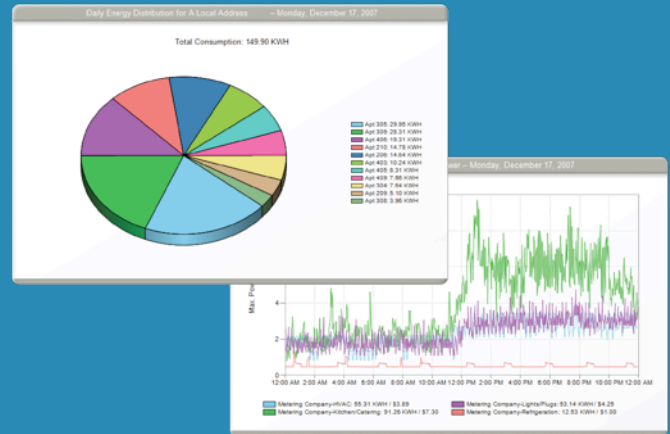 Daily Energy Distribution for A Local Address – Monday, December 17, 2007
Total Consumption: 149.90 KWH
Apt 305: 29.95 KWH
Apt 309: 28.31 KWH
Apt 406: 19.31 KWH
Apt 210: 14.78 KWH
Apt 206: 14.64 KWH
Apt 403: 10.24 KWH
Apt 405: 8.31 KWH
Apt 409: 7.66 KWH
Apt 304: 7.64 KWH
Apt 209: 5.10 KWH
Apt 308: 3.96 KWH
– Monday, December 17, 2007
Max.
4
2
0
12:00 AM 2:00 AM 4:00 AM 6:00 AM 8:00 AM 10:00 AM 12:00 PM 2:00 PM 4:00 PM 6:00 PM 8:00 PM 10:00 PM 12:00 AM
Metering Company-HVAC: 55.31 KWH / $3.89 Metering Company-Lights/Plugs: 53.14 KWH / $4.25
Metering Company-Kitchen/Catering: 91.26 KWH / $7.30 Metering Company-Refrigeration: 12.53 KWH / $1.00